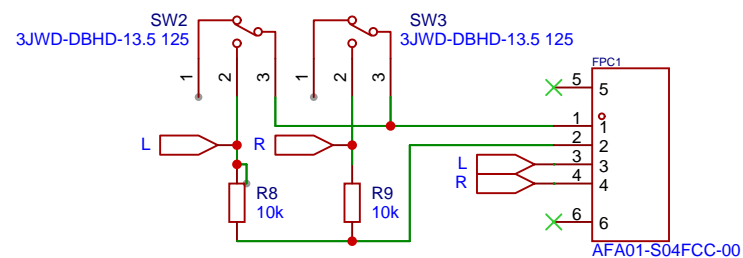 SW2
3JWD-DBHD-13.5 125
1
2
3
SW3
3JWD-DBHD-13.5 125
1
2
3
L
R
R8
10k
R9
10k
FPC1
5
5
1
1
2
2
L
3
3
R
4
4
6
6
AFA01-S04FCC-00